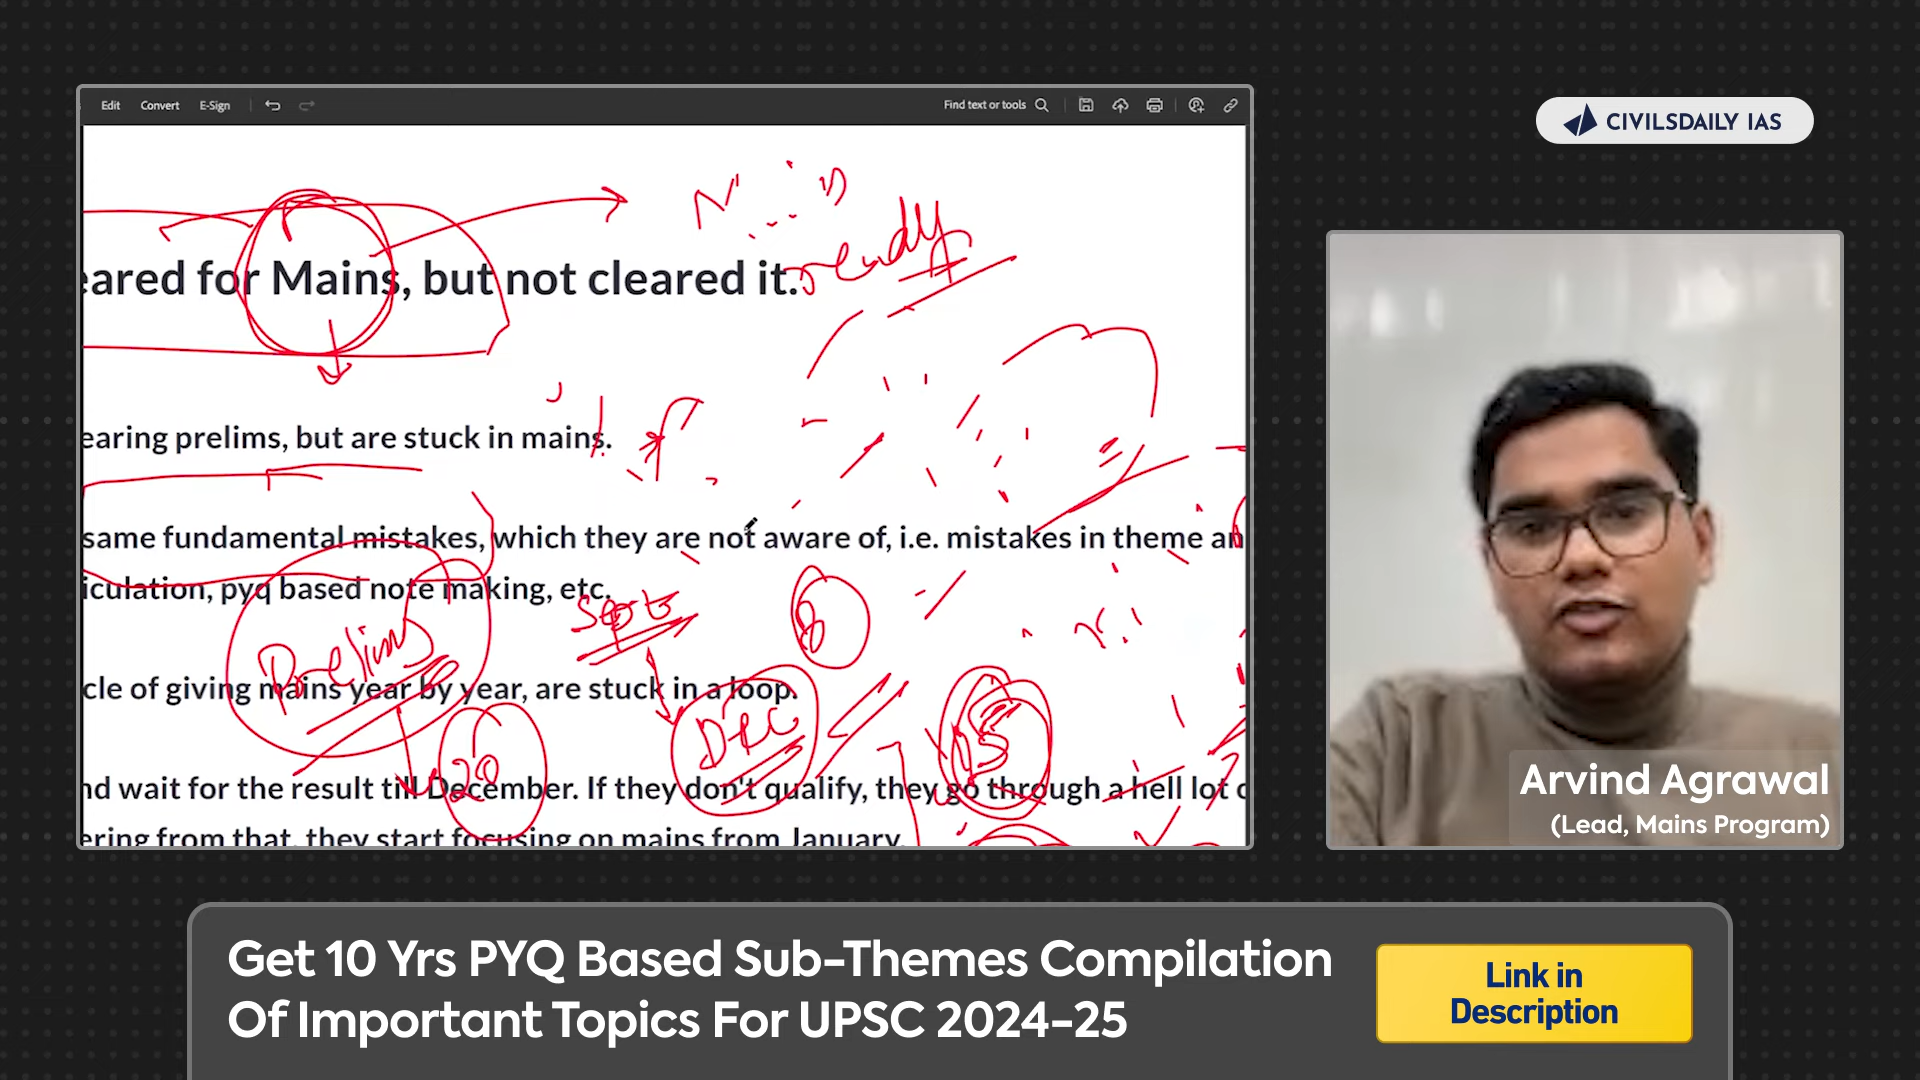 Edit Convert E-Sign Find text or tools
CIVILSDAILY IAS
ready
eared for Mains, but not cleared it.
earing prelims, but are stuck in mains.
same fundamental mistakes, which they are not aware of, i.e. mistakes in theme an
iculation, pyq based note making, etc.
Prelims Sept 8
cle of giving mains year by year, are stuck in a loop.
20 Dec 15
nd wait for the result till December. If they don't qualify, they go through a hell lot o
ering from that, they start focusing on mains from January.
Arvind Agrawal
(Lead, Mains Program)
Get 10 Yrs PYQ Based Sub-Themes Compilation
Of Important Topics For UPSC 2024-25
Link in
Description